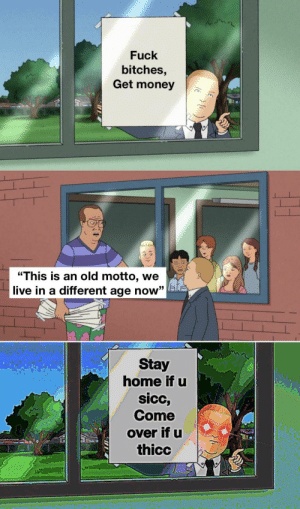 Fuck
bitches,
Get money
“This is an old motto, we
live in a different age now”
Stay
home if u
sicc,
Come
over if u
thicc